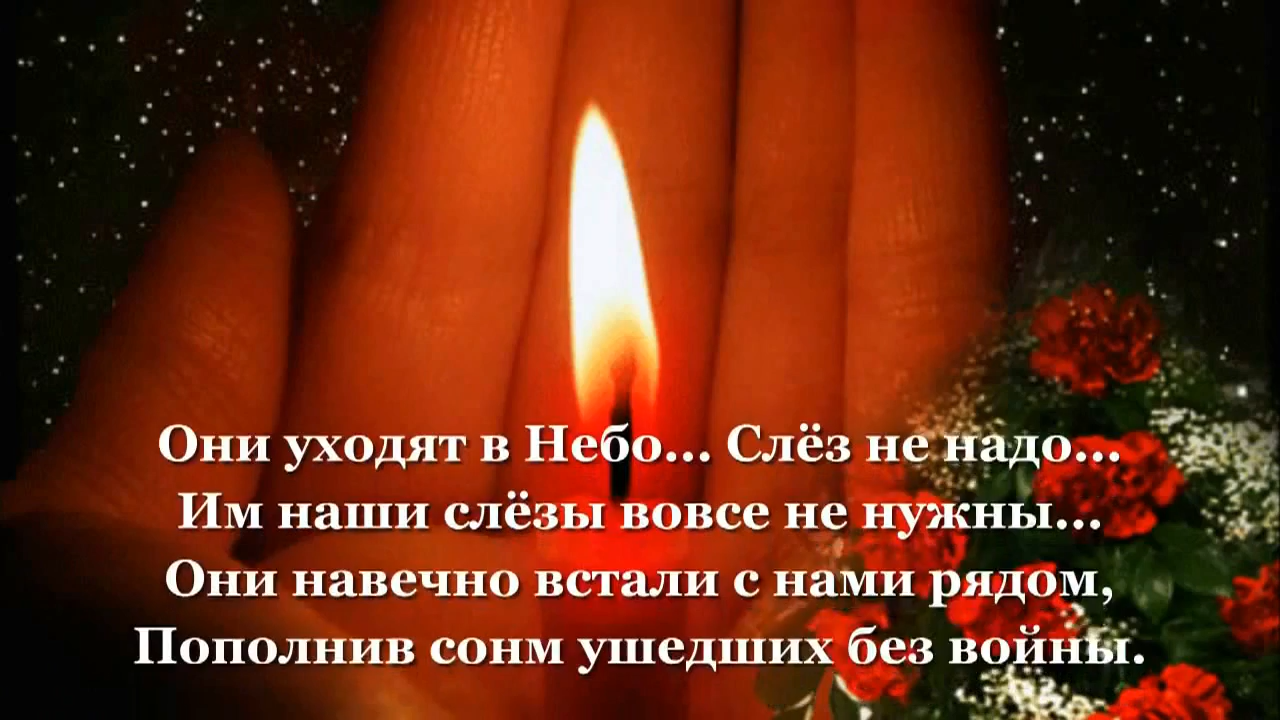 Они уходят в Небо... Слёз не надо...
Им наши слёзы вовсе не нужны...
Они навечно встали с нами рядом,
Пополнив сонм ушедших без войны.